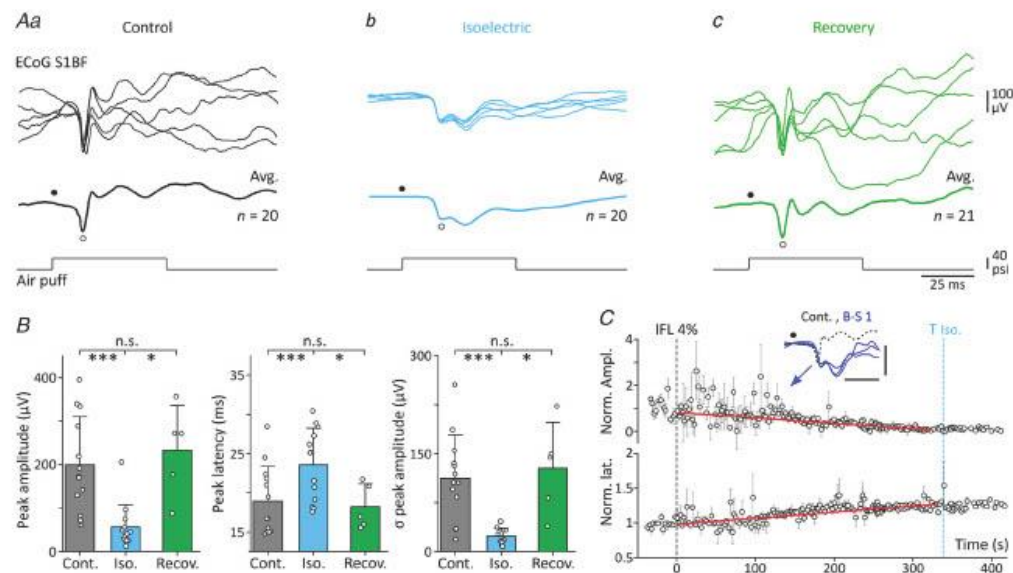 Aa Control b Isoelectric c Recovery
ECoG S1BF
100
µV
Avg. Avg.
n = 20 n = 20 n = 21
Air puff
40
psi
25 ms
B
n.s. n.s. n.s.
*** * *** * *** *
Peak amplitude (µV)
400
200
0
Cont. Iso. Recov.
Peak latency (ms)
35
25
15
Cont. Iso. Recov.
σ peak amplitude (µV)
300
150
0
Cont. Iso. Recov.
C
IFL 4% Cont. , B-S 1 T Iso.
Norm. Ampl.
4
2
0
Norm. lat.
1.5
1
0.5
Time (s)
0 100 200 300 400